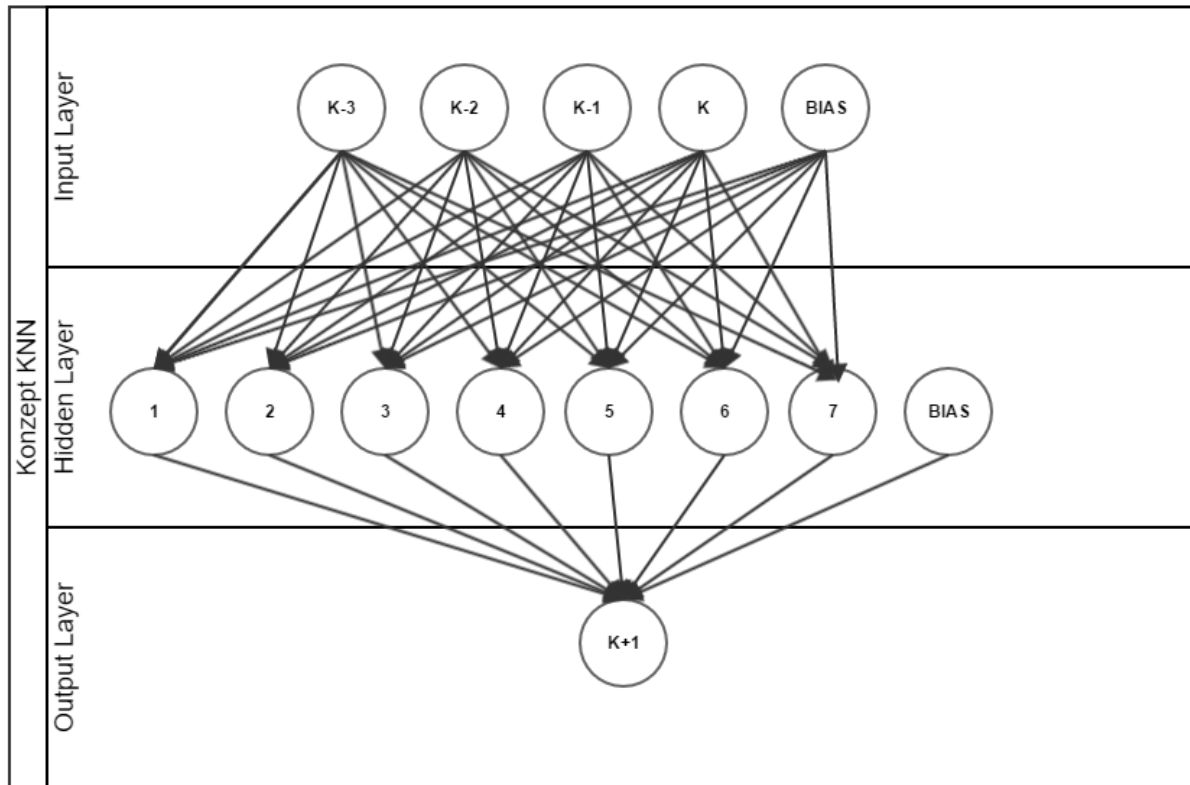 Konzept KNN
Input Layer
K-3
K-2
K-1
K
BIAS
Hidden Layer
1
2
3
4
5
6
7
BIAS
Output Layer
K+1